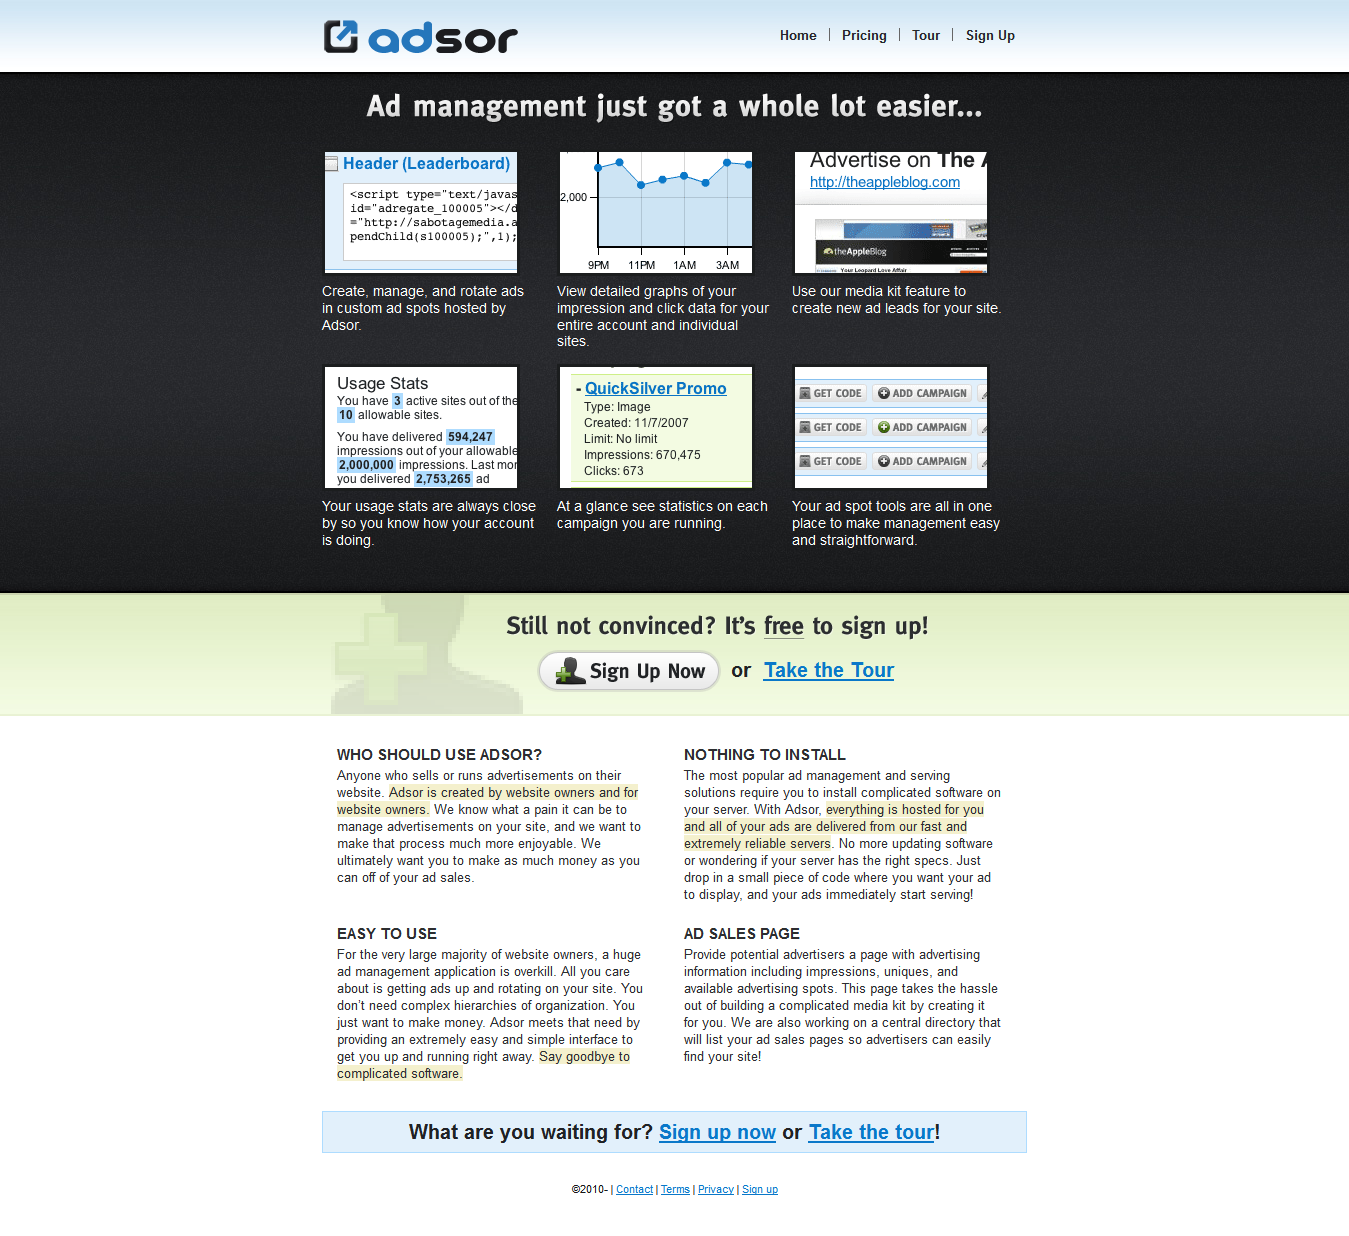 adsor
Home | Pricing | Tour | Sign Up
Ad management just got a whole lot easier...
Header (Leaderboard)
<script type="text/javas
id="adregate_100005"></d
="http://sabotagemedia.a
pendChild(s100005);",1);
Create, manage, and rotate ads
in custom ad spots hosted by
Adsor.
2,000
9PM 11PM 1AM 3AM
View detailed graphs of your
impression and click data for your
entire account and individual
sites.
Advertise on The A
http://theappleblog.com
theAppleBlog
Your Leopard Love Affair
Use our media kit feature to
create new ad leads for your site.
Usage Stats
You have 3 active sites out of the
10 allowable sites.
You have delivered 594,247
impressions out of your allowable
2,000,000 impressions. Last mor
you delivered 2,753,265 ad
Your usage stats are always close
by so you know how your account
is doing.
- QuickSilver Promo
Type: Image
Created: 11/7/2007
Limit: No limit
Impressions: 670,475
Clicks: 673
At a glance see statistics on each
campaign you are running.
GET CODE ADD CAMPAIGN
GET CODE ADD CAMPAIGN
GET CODE ADD CAMPAIGN
Your ad spot tools are all in one
place to make management easy
and straightforward.
Still not convinced? It's free to sign up!
Sign Up Now or Take the Tour
WHO SHOULD USE ADSOR?
Anyone who sells or runs advertisements on their
website. Adsor is created by website owners and for
website owners. We know what a pain it can be to
manage advertisements on your site, and we want to
make that process much more enjoyable. We
ultimately want you to make as much money as you
can off of your ad sales.
NOTHING TO INSTALL
The most popular ad management and serving
solutions require you to install complicated software on
your server. With Adsor, everything is hosted for you
and all of your ads are delivered from our fast and
extremely reliable servers. No more updating software
or wondering if your server has the right specs. Just
drop in a small piece of code where you want your ad
to display, and your ads immediately start serving!
EASY TO USE
For the very large majority of website owners, a huge
ad management application is overkill. All you care
about is getting ads up and rotating on your site. You
don't need complex hierarchies of organization. You
just want to make money. Adsor meets that need by
providing an extremely easy and simple interface to
get you up and running right away. Say goodbye to
complicated software.
AD SALES PAGE
Provide potential advertisers a page with advertising
information including impressions, uniques, and
available advertising spots. This page takes the hassle
out of building a complicated media kit by creating it
for you. We are also working on a central directory that
will list your ad sales pages so advertisers can easily
find your site!
What are you waiting for? Sign up now or Take the tour!
©2010- | Contact | Terms | Privacy | Sign up